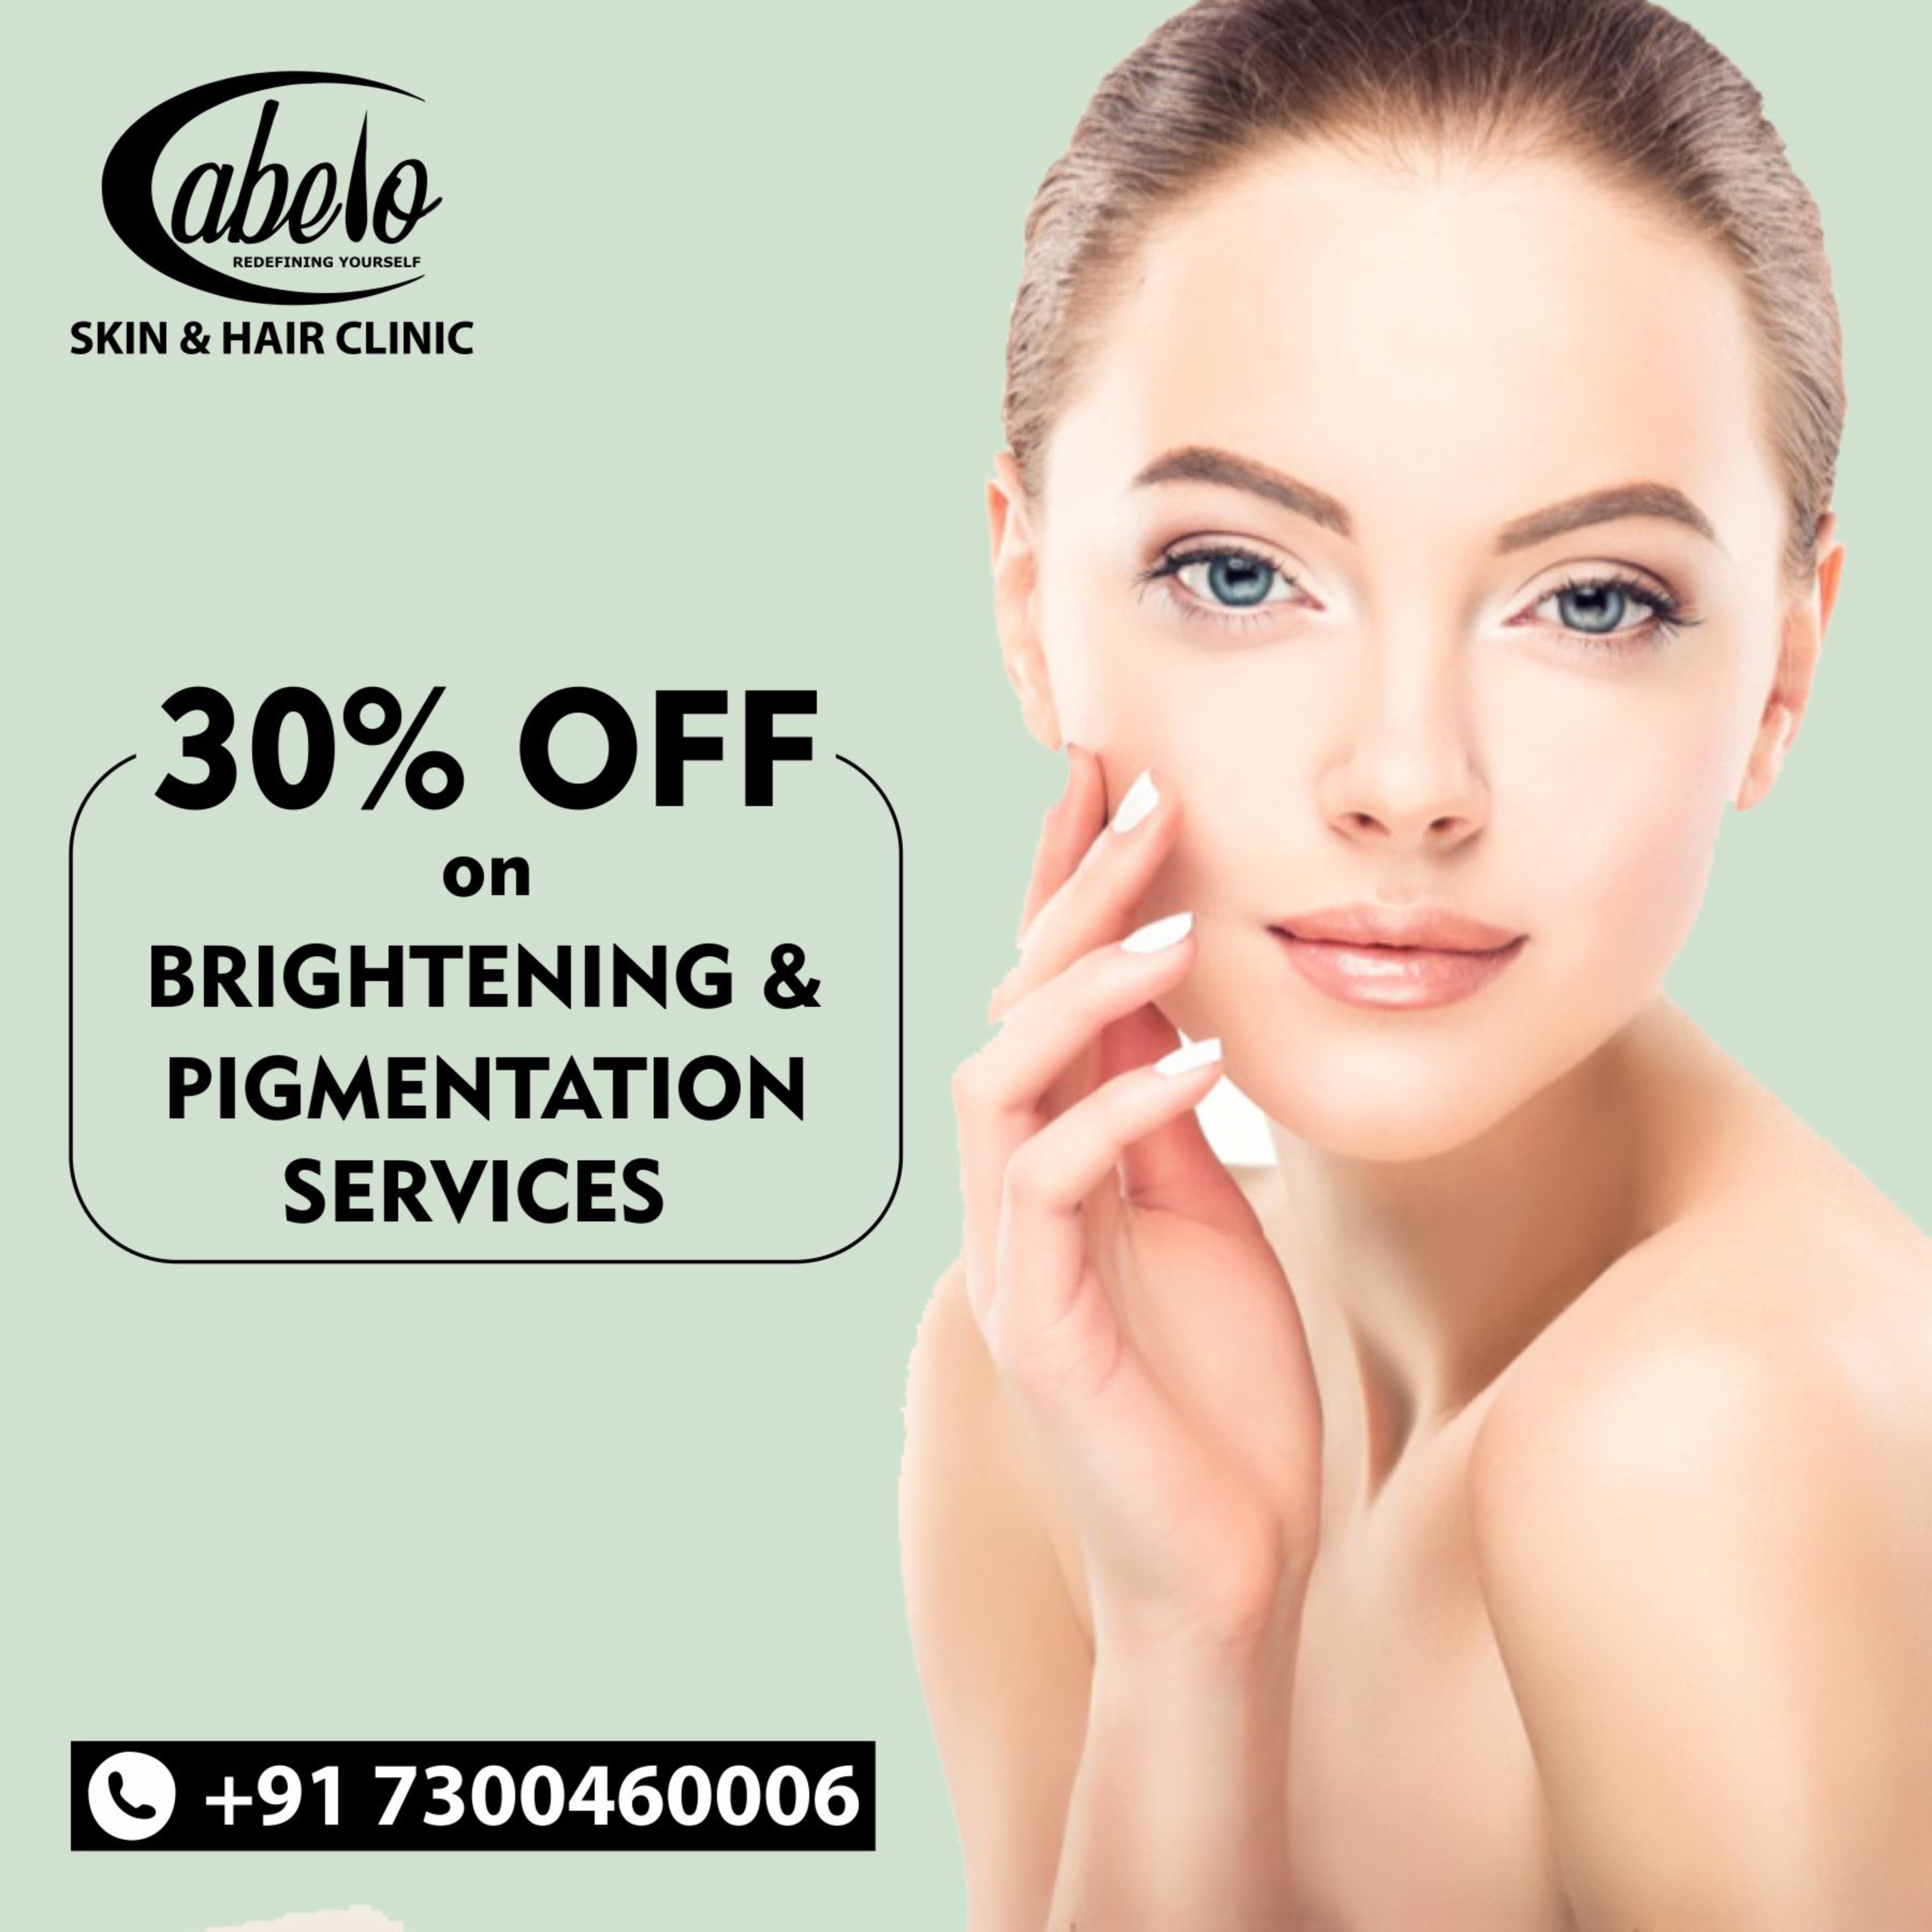 Cabelo
REDEFINING YOURSELF
SKIN & HAIR CLINIC
30% OFF
on
BRIGHTENING &
PIGMENTATION
SERVICES
+91 7300460006